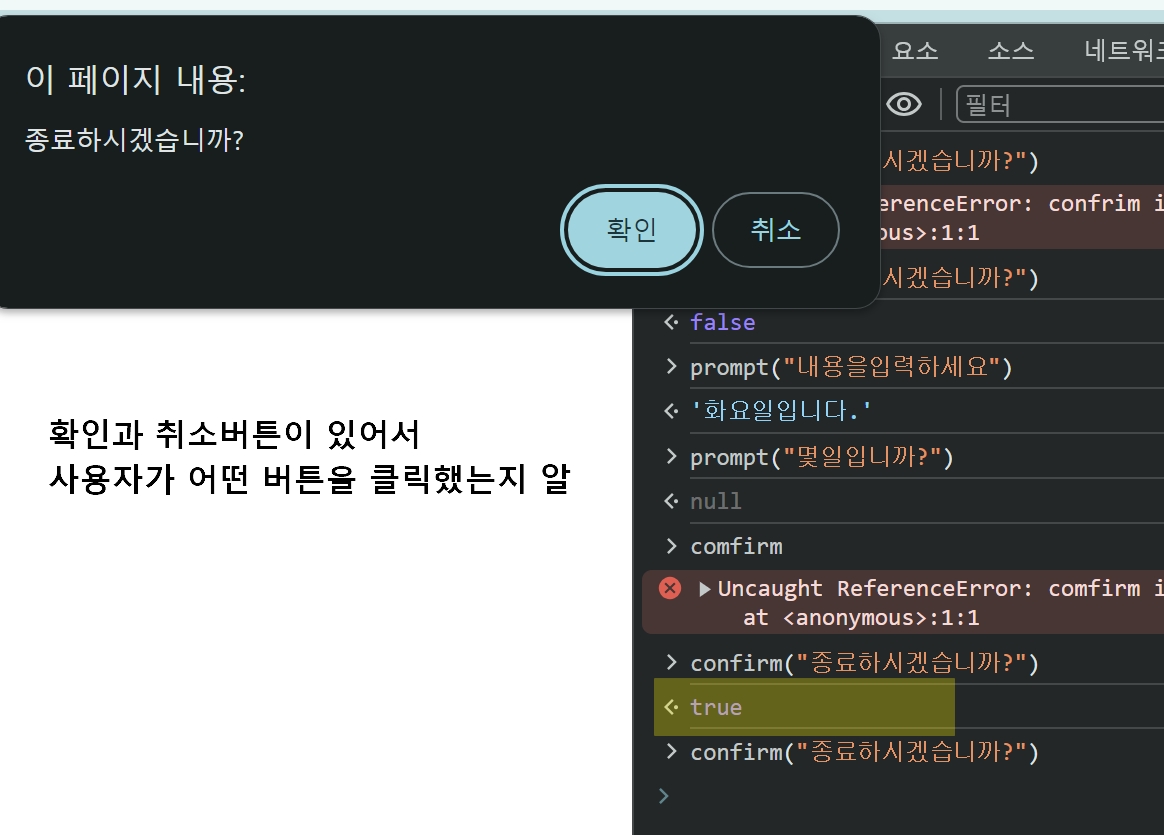 이 페이지 내용:
종료하시겠습니까?
확인 취소
요소 소스 네트워크
필터
시겠습니까?")
erenceError: confrim i
ous>:1:1
시겠습니까?")
false
prompt("내용을입력하세요")
'화요일입니다.'
prompt("몇일입니까?")
null
comfirm
Uncaught ReferenceError: comfirm i
at <anonymous>:1:1
confirm("종료하시겠습니까?")
true
confirm("종료하시겠습니까?")
확인과 취소버튼이 있어서
사용자가 어떤 버튼을 클릭했는지 알